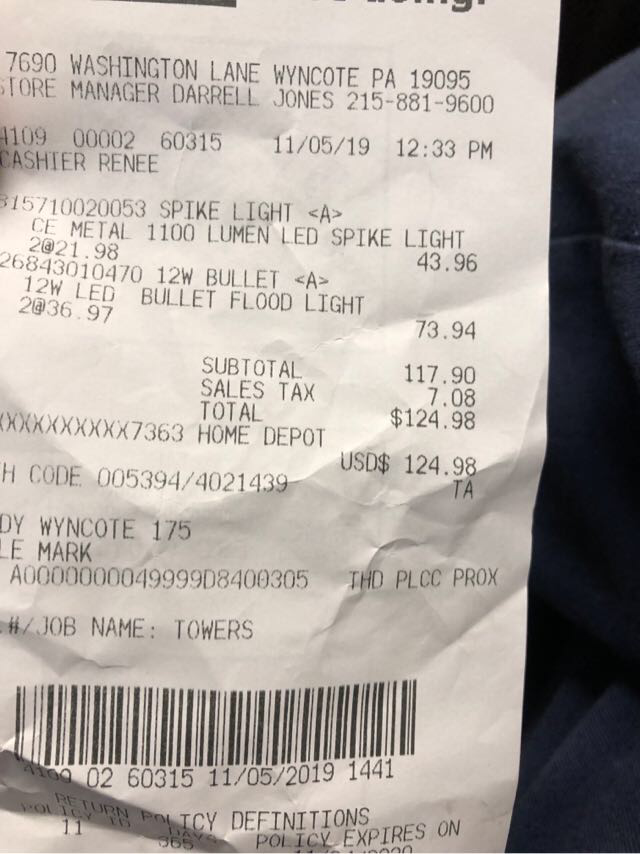 7690 WASHINGTON LANE WYNCOTE PA 19095
STORE MANAGER DARRELL JONES 215-881-9600
4109 00002 60315 11/05/19 12:33 PM
CASHIER RENEE
815710020053 SPIKE LIGHT <A>
CE METAL 1100 LUMEN LED SPIKE LIGHT
2@21.98 43.96
26843010470 12W BULLET <A>
12W LED BULLET FLOOD LIGHT
2@36.97
73.94
SUBTOTAL 117.90
SALES TAX 7.08
TOTAL $124.98
XXXXXXXXXX7363 HOME DEPOT
USD$ 124.98
H CODE 005394/4021439 TA
DY WYNCOTE 175
LE MARK
A0000000049999D8400305 THD PLCC PROX
#/JOB NAME: TOWERS
4109 02 60315 11/05/2019 1441
RETURN POLICY DEFINITIONS
POLICY ID DAYS POLICY EXPIRES ON
11 365